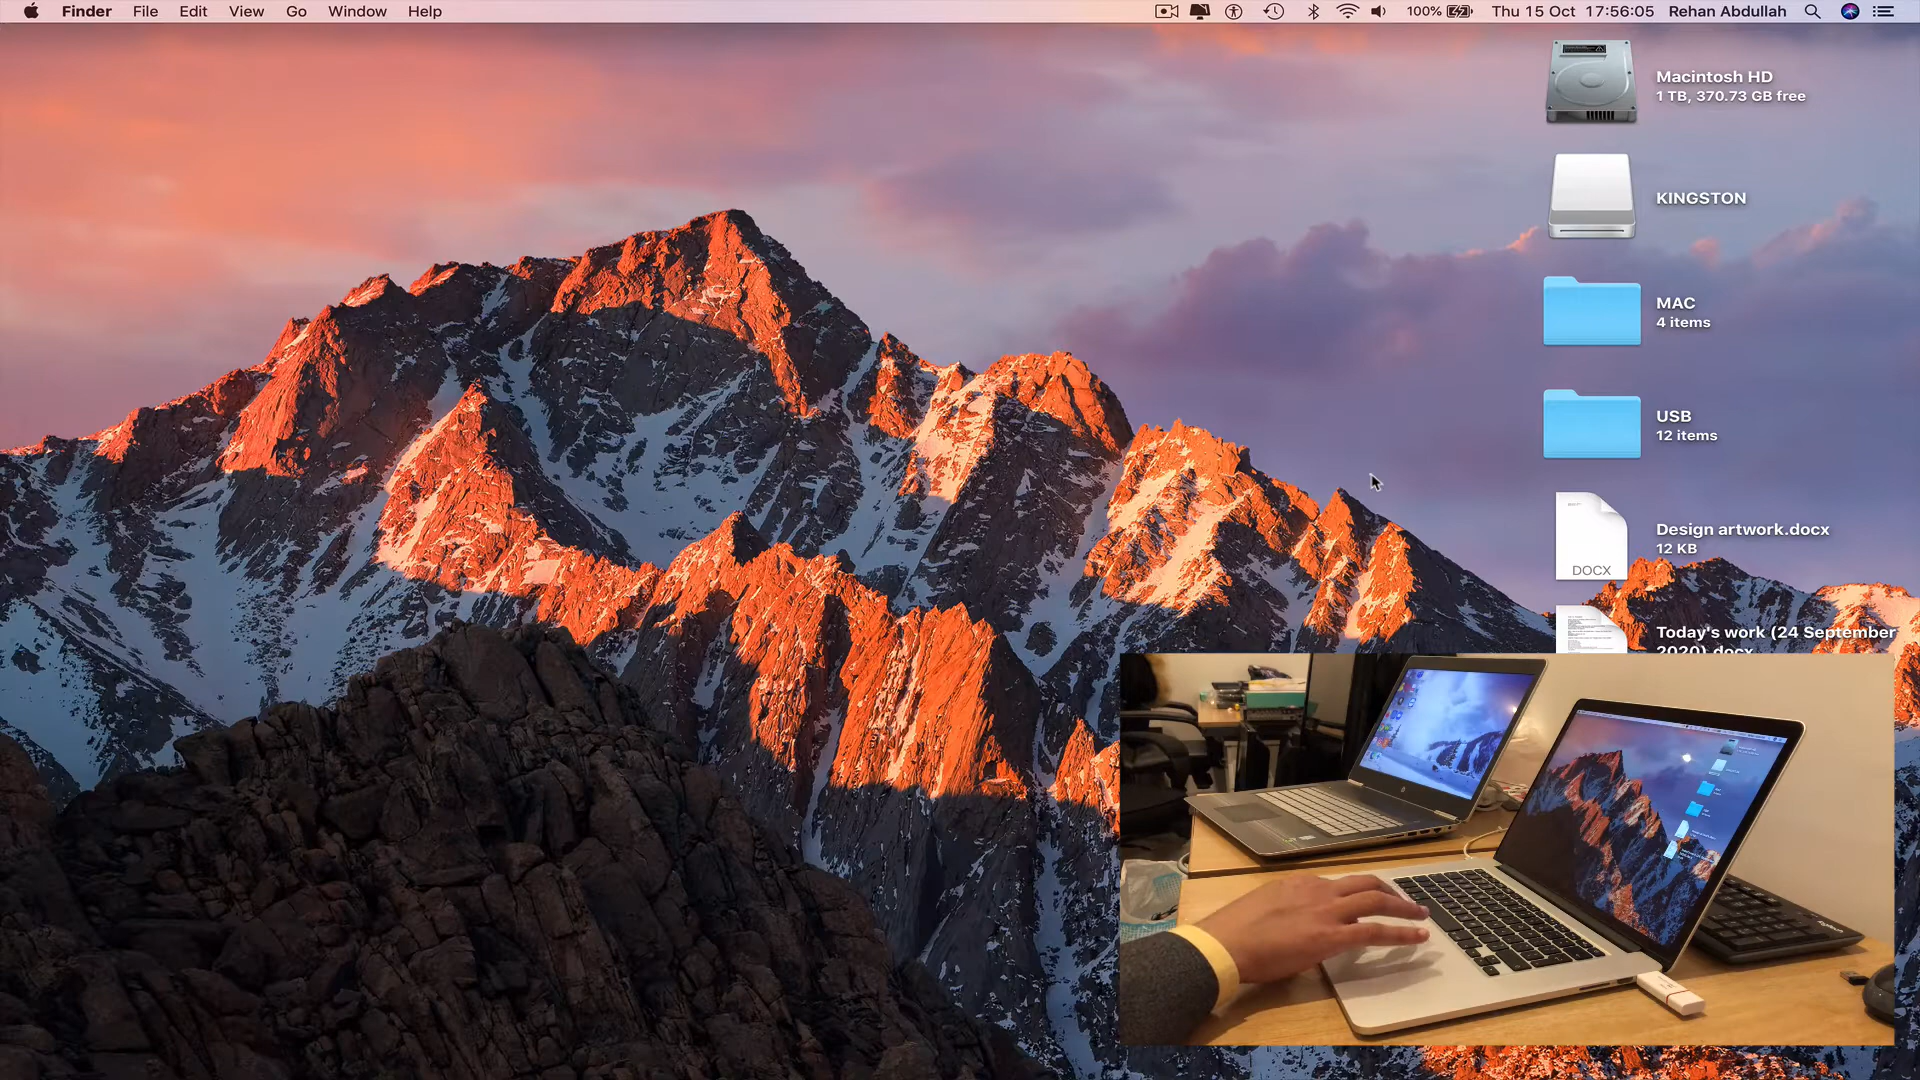 Finder File Edit View Go Window Help 100% Thu 15 Oct 17:56:05 Rehan Abdullah
Macintosh HD
1 TB, 370.73 GB free
KINGSTON
MAC
4 items
USB
12 items
Design artwork.docx
12 KB
DOCX
Today's work (24 September
2020).docx